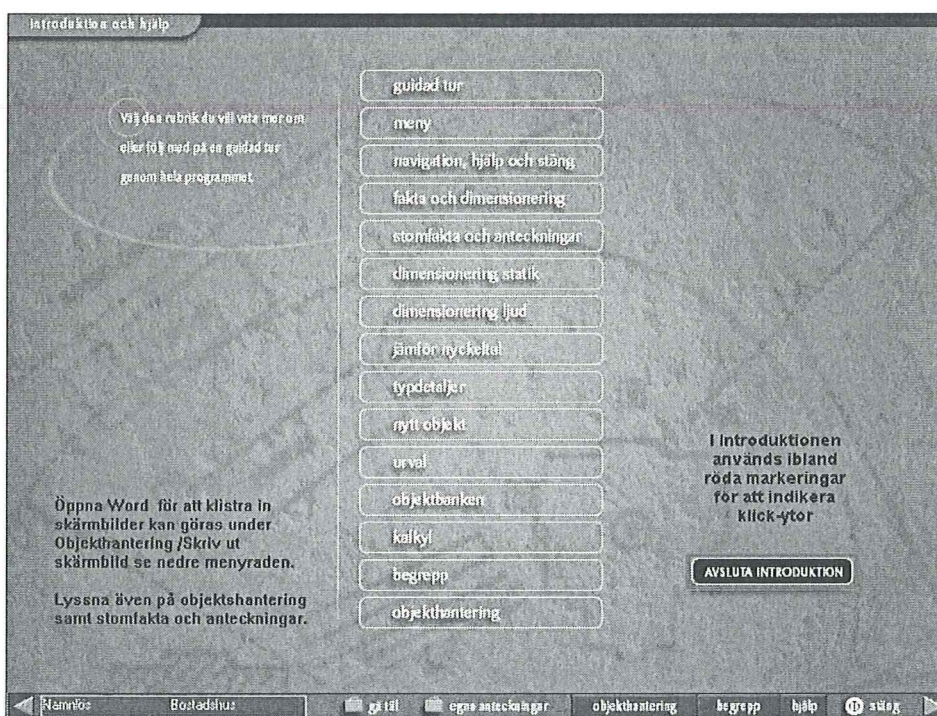 introduktion och hjälp
Välj den rubrik du vill veta mer om
eller följ med på en guidad tur
genom hela programmet.
guidad tur
meny
navigation, hjälp och stäng
fakta och dimensionering
stomfakta och anteckningar
dimensionering statik
dimensionering ljud
jämför nyckeltal
typdetaljer
nytt objekt
urval
objektbanken
kalkyl
begrepp
objekthantering
Öppna Word för att klistra in
skärmbilder kan göras under
Objekthantering /Skriv ut
skärmbild se nedre menyraden.
Lyssna även på objektshantering
samt stomfakta och anteckningar.
I introduktionen
används ibland
röda markeringar
för att indikera
klick-ytor
AVSLUTA INTRODUKTION
Namnlös Bostadshus gå till egna anteckningar objekthantering begrepp hjälp stäng